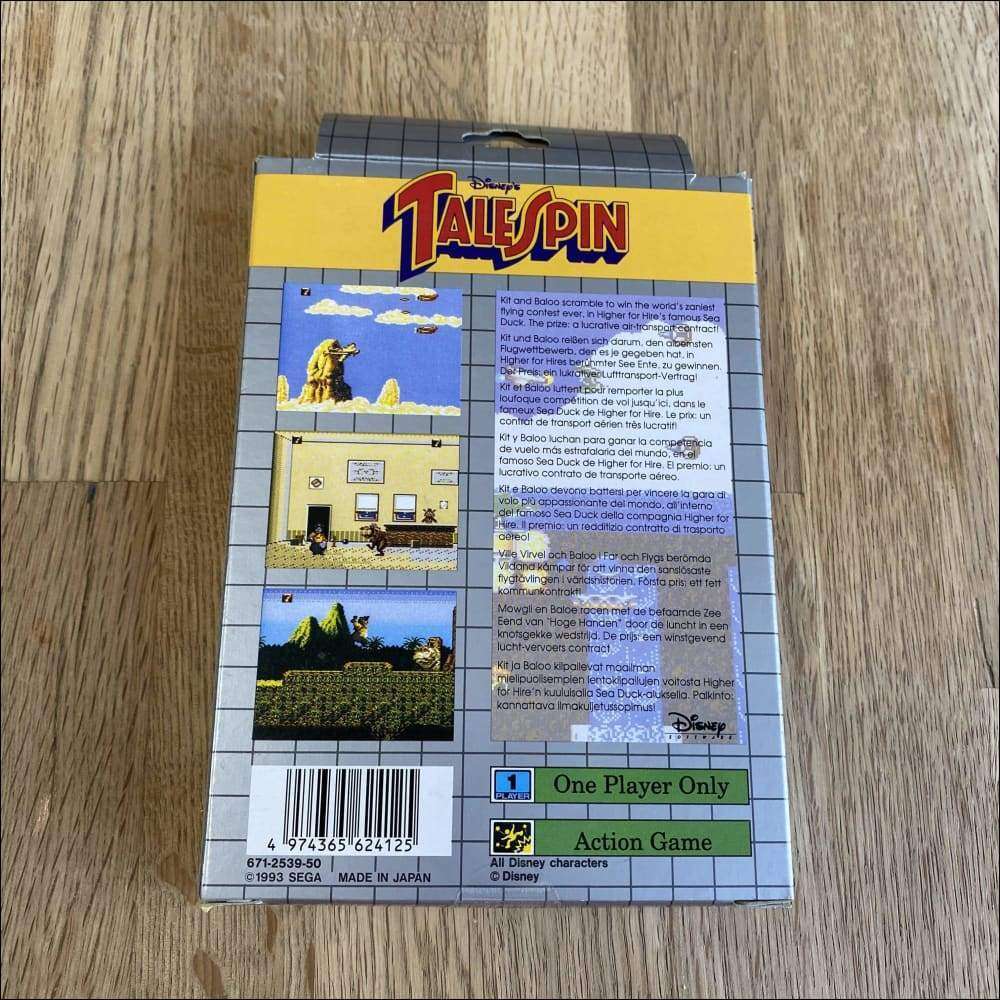 Disney's
TALESPIN
Kit and Baloo scramble to win the world's zaniest
flying contest ever, in Higher for Hire's famous Sea
Duck. The prize: a lucrative air-transport contract!
Kit und Baloo reißen sich darum, den albernsten
Flugwettbewerb, den es je gegeben hat, in
Higher for Hires berühmter See Ente, zu gewinnen.
Der Preis: ein lukrativer Lufttransport-Vertrag!
Kit et Baloo luttent pour remporter la plus
loufoque compétition de vol jusqu'ici, dans le
fameux Sea Duck de Higher for Hire. Le prix: un
contrat de transport aérien très lucratif!
Kit y Baloo luchan para ganar la competencia
de vuelo más estrafalaria del mundo, en el
famoso Sea Duck de Higher for Hire. El premio: un
lucrativo contrato de transporte aéreo.
Kit e Baloo devono battersi per vincere la gara di
volo più appassionante del mondo, all'interno
del famoso Sea Duck della compagnia Higher for
Hire. Il premio: un redditizio contratto di trasporto
aereo!
Ville Virvel och Baloo i Far och Flygs berömda
Vildand kämpar för att vinna den sanslösaste
flygtävlingen i världshistorien. Första pris: ett fett
kommunkontrakt!
Mowgli en Baloe racen met de befaamde Zee
Eend van "Hoge Handen" door de luncht in een
knotsgekke wedstrijd. De prijs: een winstgevend
lucht-vervoers contract.
Kit ja Baloo kilpailevat maailman
mielipuolisempien lentokilpailujen voitosta Higher
for Hire'n kuuluisalla Sea Duck-aluksella. Palkinto:
kannattava ilmakuljetussopimus!
Disney
SOFTWARE
1
PLAYER
One Player Only
Action Game
4 974365 624125
671-2539-50
©1993 SEGA MADE IN JAPAN
All Disney characters
© Disney